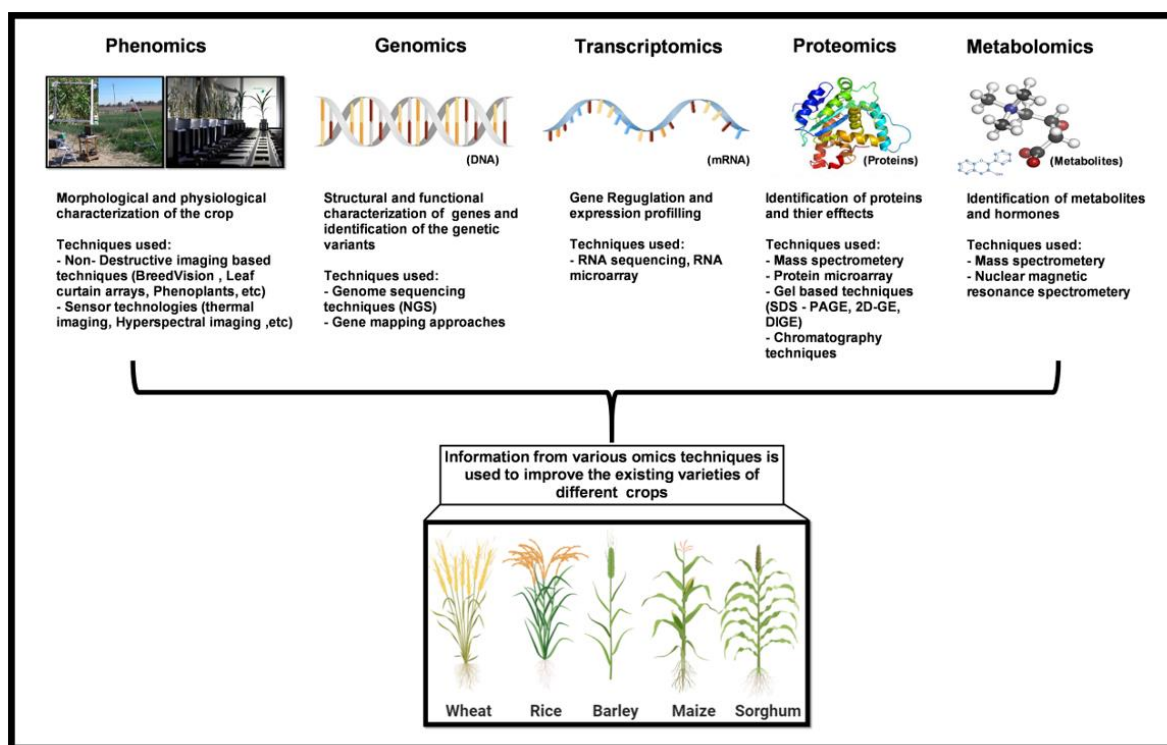 Phenomics
Morphological and physiological
characterization of the crop
Techniques used:
- Non- Destructive imaging based
techniques (BreedVision , Leaf
curtain arrays, Phenoplants, etc)
- Sensor technologies (thermal
imaging, Hyperspectral imaging ,etc)
Genomics
(DNA)
Structural and functional
characterization of genes and
identification of the genetic
variants
Techniques used:
- Genome sequencing
techniques (NGS)
- Gene mapping approaches
Transcriptomics
(mRNA)
Gene Reguglation and
expression profilling
Techniques used:
- RNA sequencing, RNA
microarray
Proteomics
(Proteins)
Identification of proteins
and thier efftects
Techniques used:
- Mass spectrometery
- Protein microarray
- Gel based techniques
(SDS - PAGE, 2D-GE,
DIGE)
- Chromatography
techniques
Metabolomics
(Metabolites)
Identification of metabolites
and hormones
Techniques used:
- Mass spectrometery
- Nuclear magnetic
resonance spectrometery
Information from various omics techniques is
used to improve the existing varieties of
different crops
Wheat
Rice
Barley
Maize
Sorghum